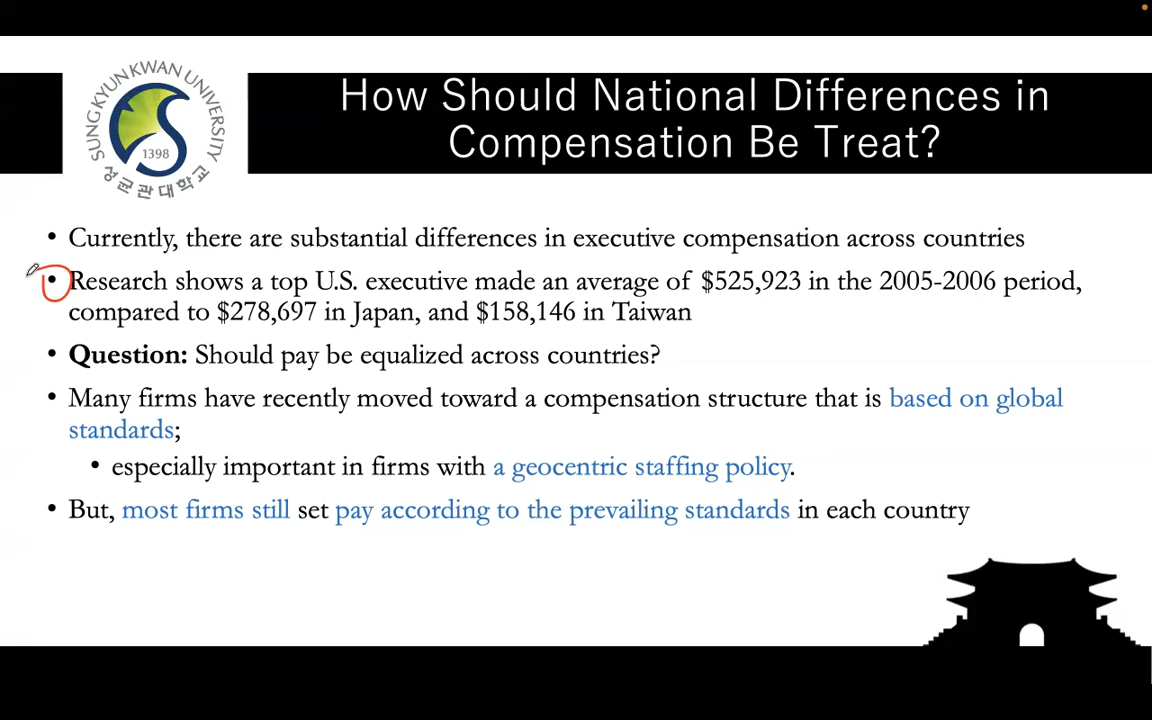 SUNGKYUNKWAN UNIVERSITY
1398
성균관대학교
How Should National Differences in
Compensation Be Treat?
• Currently, there are substantial differences in executive compensation across countries
• Research shows a top U.S. executive made an average of $525,923 in the 2005-2006 period,
compared to $278,697 in Japan, and $158,146 in Taiwan
• Question: Should pay be equalized across countries?
• Many firms have recently moved toward a compensation structure that is based on global
standards;
• especially important in firms with a geocentric staffing policy.
• But, most firms still set pay according to the prevailing standards in each country